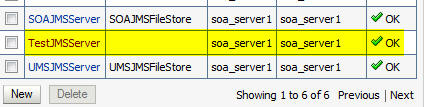 SOAJMSServer SOAJMSFileStore soa_server1 soa_server1 OK
TestJMSServer soa_server1 soa_server1 OK
UMSJMSServer UMSJMSFileStore soa_server1 soa_server1 OK
New Delete Showing 1 to 6 of 6 Previous | Next